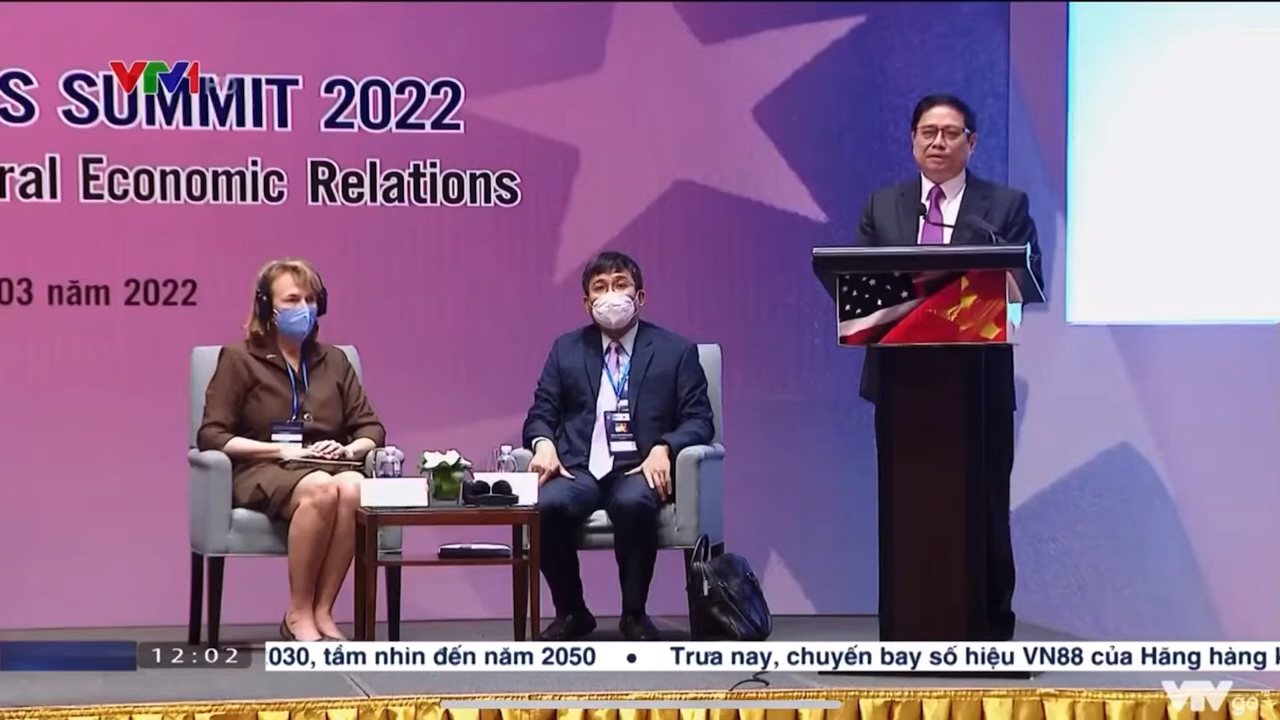 VTV1
S SUMMIT 2022
ral Economic Relations
03 năm 2022
12:02
:030, tầm nhìn đến năm 2050 • Trưa nay, chuyến bay số hiệu VN88 của Hãng hàng
VTVgo